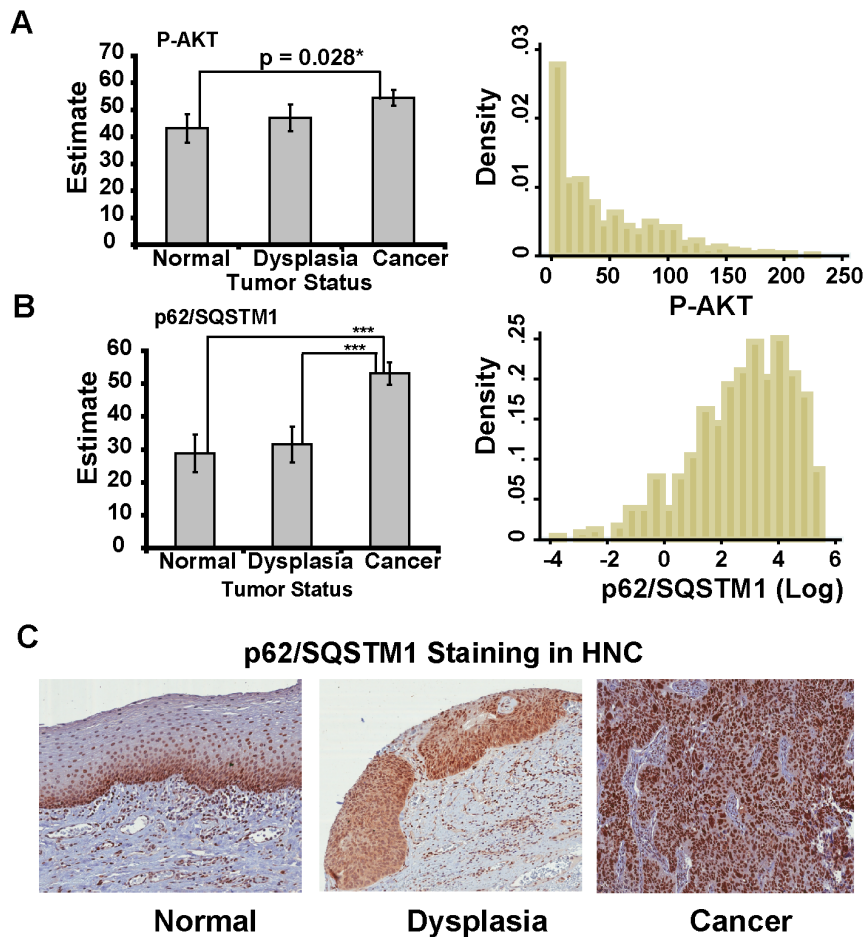 A
P-AKT
p = 0.028*
70
60
50
40
30
20
10
0
Estimate
Normal Dysplasia Cancer
Tumor Status
.03
.02
.01
0
Density
0 50 100 150 200 250
P-AKT
B
p62/SQSTM1
***
***
60
50
40
30
20
10
0
Estimate
Normal Dysplasia Cancer
Tumor Status
.25
.2
.15
.1
.05
0
Density
-4 -2 0 2 4 6
p62/SQSTM1 (Log)
C
p62/SQSTM1 Staining in HNC
Normal Dysplasia Cancer